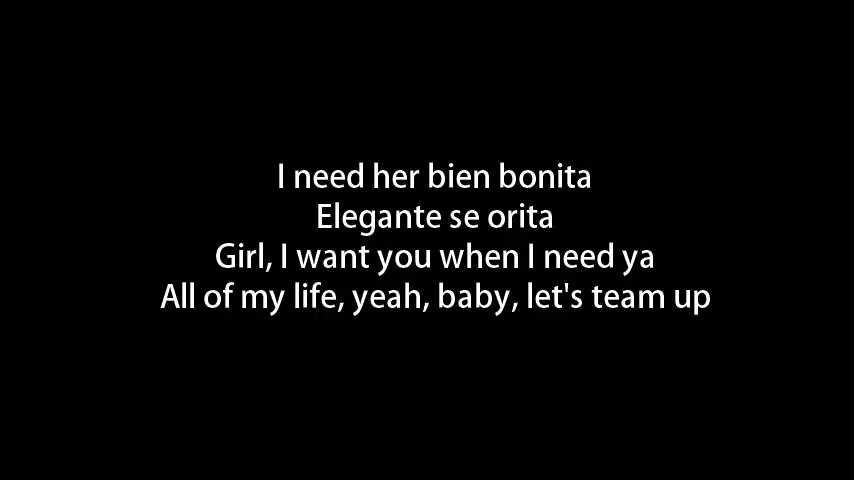 I need her bien bonita
Elegante se orita
Girl, I want you when I need ya
All of my life, yeah, baby, let's team up